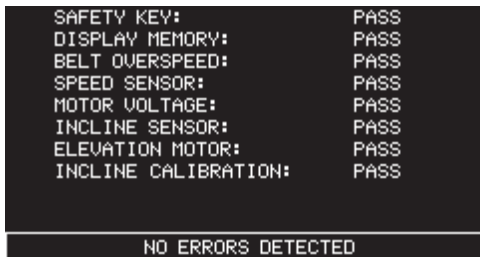 SAFETY KEY: PASS
DISPLAY MEMORY: PASS
BELT OVERSPEED: PASS
SPEED SENSOR: PASS
MOTOR VOLTAGE: PASS
INCLINE SENSOR: PASS
ELEVATION MOTOR: PASS
INCLINE CALIBRATION: PASS
NO ERRORS DETECTED